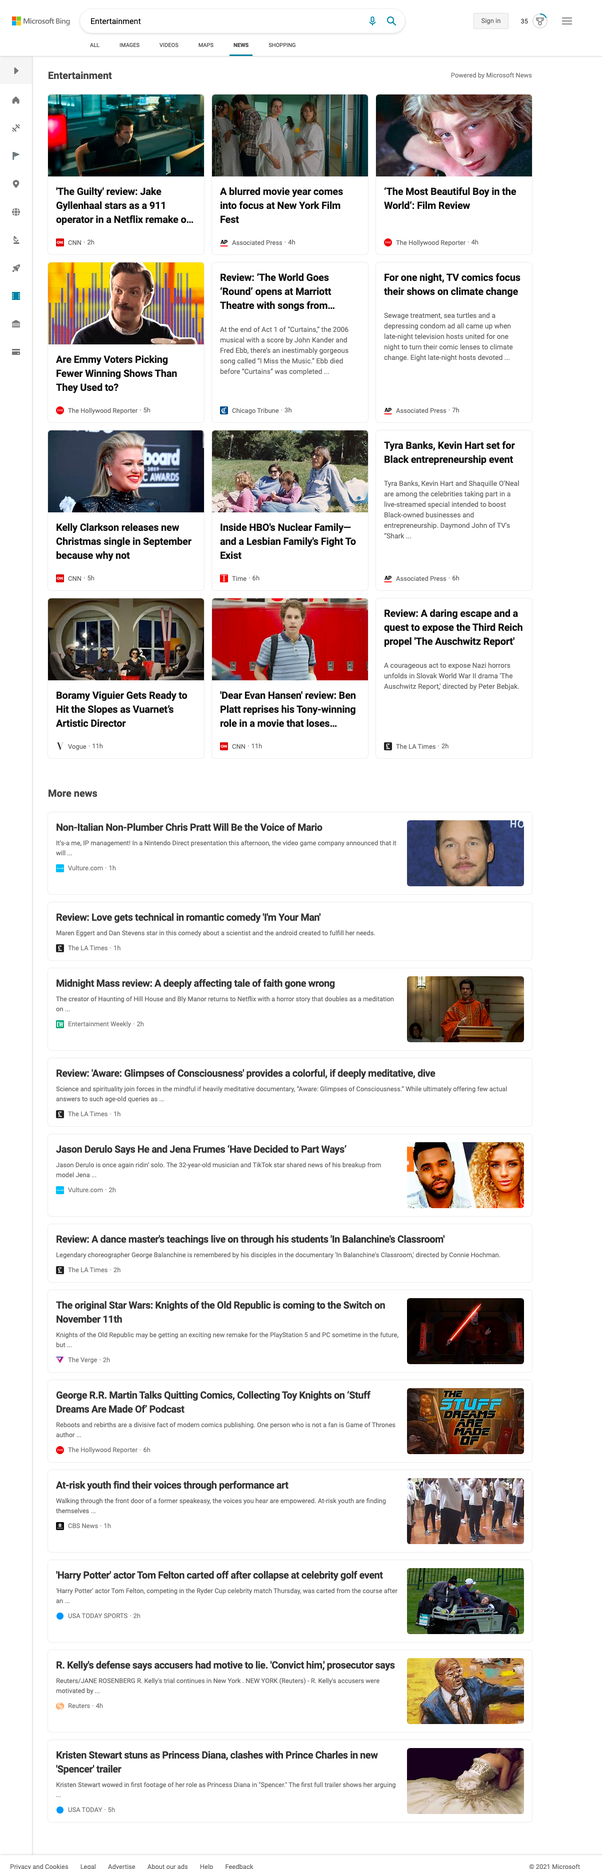 Microsoft Bing
Entertainment
Sign in
35
ALL
IMAGES
VIDEOS
MAPS
NEWS
SHOPPING
Entertainment
Powered by Microsoft News
'The Guilty' review: Jake
Gyllenhaal stars as a 911
operator in a Netflix remake o...
CNN · 2h
A blurred movie year comes
into focus at New York Film
Fest
AP Associated Press · 4h
'The Most Beautiful Boy in the
World': Film Review
The Hollywood Reporter · 4h
Are Emmy Voters Picking
Fewer Winning Shows Than
They Used to?
The Hollywood Reporter · 5h
Review: 'The World Goes
'Round' opens at Marriott
Theatre with songs from...
At the end of Act 1 of "Curtains," the 2006
musical with a score by John Kander and
Fred Ebb, there's an inestimably gorgeous
song called "I Miss the Music." Ebb died
before "Curtains" was completed ...
Chicago Tribune · 3h
For one night, TV comics focus
their shows on climate change
Sewage treatment, sea turtles and a
depressing condom ad all came up when
late-night television hosts united for one
night to turn their comic lenses to climate
change. Eight late-night hosts devoted ...
AP Associated Press · 7h
board
2019
C AWARDS
Kelly Clarkson releases new
Christmas single in September
because why not
CNN · 5h
Inside HBO's Nuclear Family—
and a Lesbian Family's Fight To
Exist
Time · 6h
Tyra Banks, Kevin Hart set for
Black entrepreneurship event
Tyra Banks, Kevin Hart and Shaquille O'Neal
are among the celebrities taking part in a
live-streamed special intended to boost
Black-owned businesses and
entrepreneurship. Daymond John of TV's
"Shark ...
AP Associated Press · 6h
Boramy Viguier Gets Ready to
Hit the Slopes as Vuarnet's
Artistic Director
Vogue · 11h
'Dear Evan Hansen' review: Ben
Platt reprises his Tony-winning
role in a movie that loses...
CNN · 11h
Review: A daring escape and a
quest to expose the Third Reich
propel 'The Auschwitz Report'
A courageous act to expose Nazi horrors
unfolds in Slovak World War II drama 'The
Auschwitz Report,' directed by Peter Bebjak.
The LA Times · 2h
More news
Non-Italian Non-Plumber Chris Pratt Will Be the Voice of Mario
It's-a me, IP management! In a Nintendo Direct presentation this afternoon, the video game company announced that it
will ...
Vulture.com · 1h
HO
Review: Love gets technical in romantic comedy 'I'm Your Man'
Maren Eggert and Dan Stevens star in this comedy about a scientist and the android created to fulfill her needs.
The LA Times · 1h
Midnight Mass review: A deeply affecting tale of faith gone wrong
The creator of Haunting of Hill House and Bly Manor returns to Netflix with a horror story that doubles as a meditation
on ...
Entertainment Weekly · 2h
Review: 'Aware: Glimpses of Consciousness' provides a colorful, if deeply meditative, dive
Science and spirituality join forces in the mindful if heavily meditative documentary, "Aware: Glimpses of Consciousness." While ultimately offering few actual
answers to such age-old queries as ...
The LA Times · 1h
Jason Derulo Says He and Jena Frumes 'Have Decided to Part Ways'
Jason Derulo is once again ridin' solo. The 32-year-old musician and TikTok star shared news of his breakup from
model Jena ...
Vulture.com · 2h
Review: A dance master's teachings live on through his students 'In Balanchine's Classroom'
Legendary choreographer George Balanchine is remembered by his disciples in the documentary 'In Balanchine's Classroom,' directed by Connie Hochman.
The LA Times · 2h
The original Star Wars: Knights of the Old Republic is coming to the Switch on
November 11th
Knights of the Old Republic may be getting an exciting new remake for the PlayStation 5 and PC sometime in the future,
but ...
The Verge · 2h
George R.R. Martin Talks Quitting Comics, Collecting Toy Knights on 'Stuff
Dreams Are Made Of' Podcast
Reboots and rebirths are a divisive fact of modern comics publishing. One person who is not a fan is Game of Thrones
author ...
The Hollywood Reporter · 6h
THE
STUFF
DREAMS
ARE
MADE
OF
At-risk youth find their voices through performance art
Walking through the front door of a former speakeasy, the voices you hear are empowered. At-risk youth are finding
themselves ...
CBS News · 1h
'Harry Potter' actor Tom Felton carted off after collapse at celebrity golf event
'Harry Potter' actor Tom Felton, competing in the Ryder Cup celebrity match Thursday, was carted from the course after
an ...
USA TODAY SPORTS · 2h
R. Kelly's defense says accusers had motive to lie. 'Convict him,' prosecutor says
Reuters/JANE ROSENBERG R. Kelly's trial continues in New York . NEW YORK (Reuters) - R. Kelly's accusers were
motivated by ...
Reuters · 4h
Kristen Stewart stuns as Princess Diana, clashes with Prince Charles in new
'Spencer' trailer
Kristen Stewart wowed in first footage of her role as Princess Diana in "Spencer." The first full trailer shows her arguing
...
USA TODAY · 5h
Privacy and Cookies
Legal
Advertise
About our ads
Help
Feedback
© 2021 Microsoft